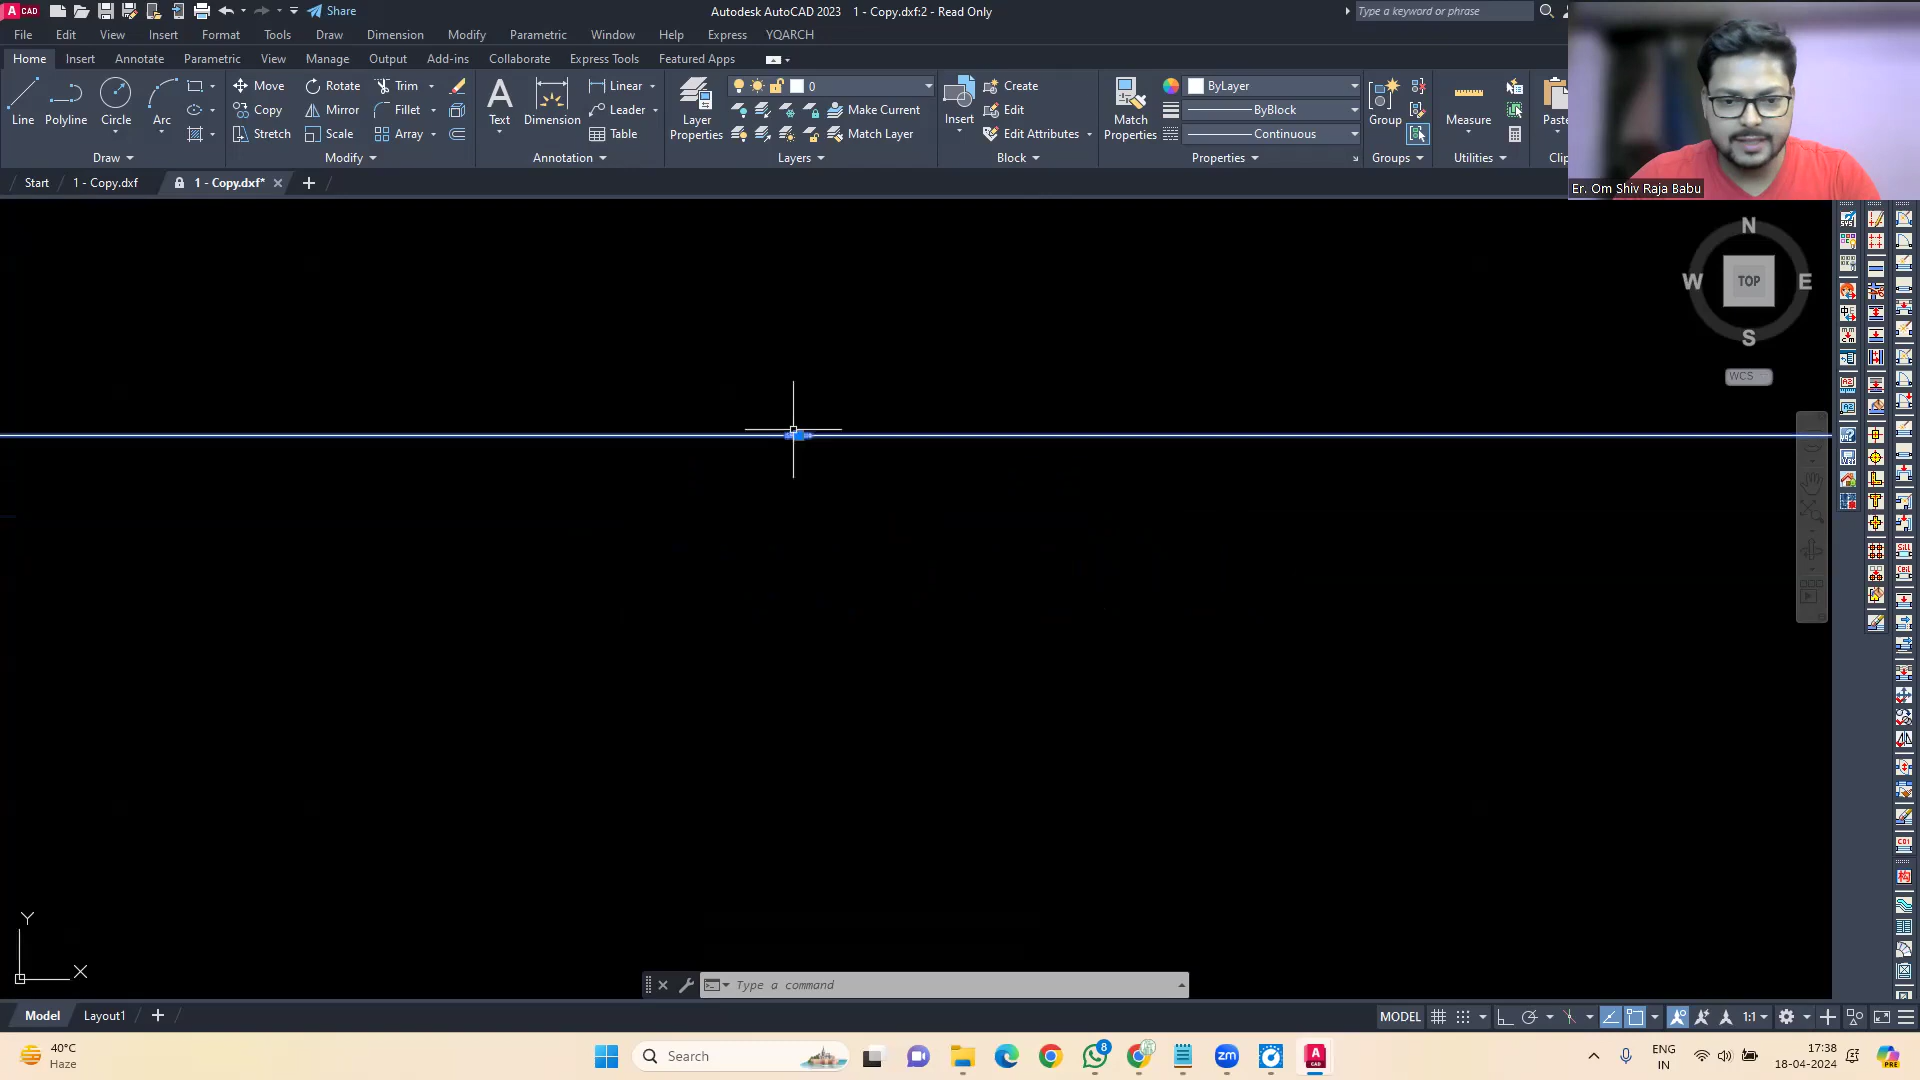 A CAD Share Autodesk AutoCAD 2023 1 - Copy.dxf:2 - Read Only Type a keyword or phrase
File Edit View Insert Format Tools Draw Dimension Modify Parametric Window Help Express YQARCH
Home Insert Annotate Parametric View Manage Output Add-ins Collaborate Express Tools Featured Apps
Line Polyline Circle Arc
Move Rotate Trim
Copy Mirror Fillet
Stretch Scale Array
Text Dimension
Linear
Leader
Table
Layer Properties
0
Make Current
Match Layer
Insert
Create
Edit
Edit Attributes
Match Properties
ByLayer
ByBlock
Continuous
Group
Measure
Paste
Draw Modify Annotation Layers Block Properties Groups Utilities Clip
Er. Om Shiv Raja Babu
Start 1 - Copy.dxf 1 - Copy.dxf*
N
W TOP E
S
WCS
Y
X
Type a command
Model Layout1
MODEL 1:1
40°C
Haze
Search
8
zm
A
ENG
IN
17:38
18-04-2024
PRE